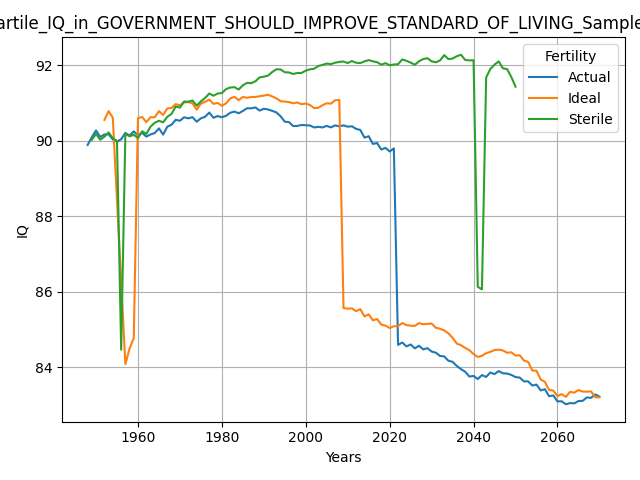 artile_IQ_in_GOVERNMENT_SHOULD_IMPROVE_STANDARD_OF_LIVING_Sample
Fertility
Actual
Ideal
Sterile
IQ
92
90
88
86
84
1960 1980 2000 2020 2040 2060
Years